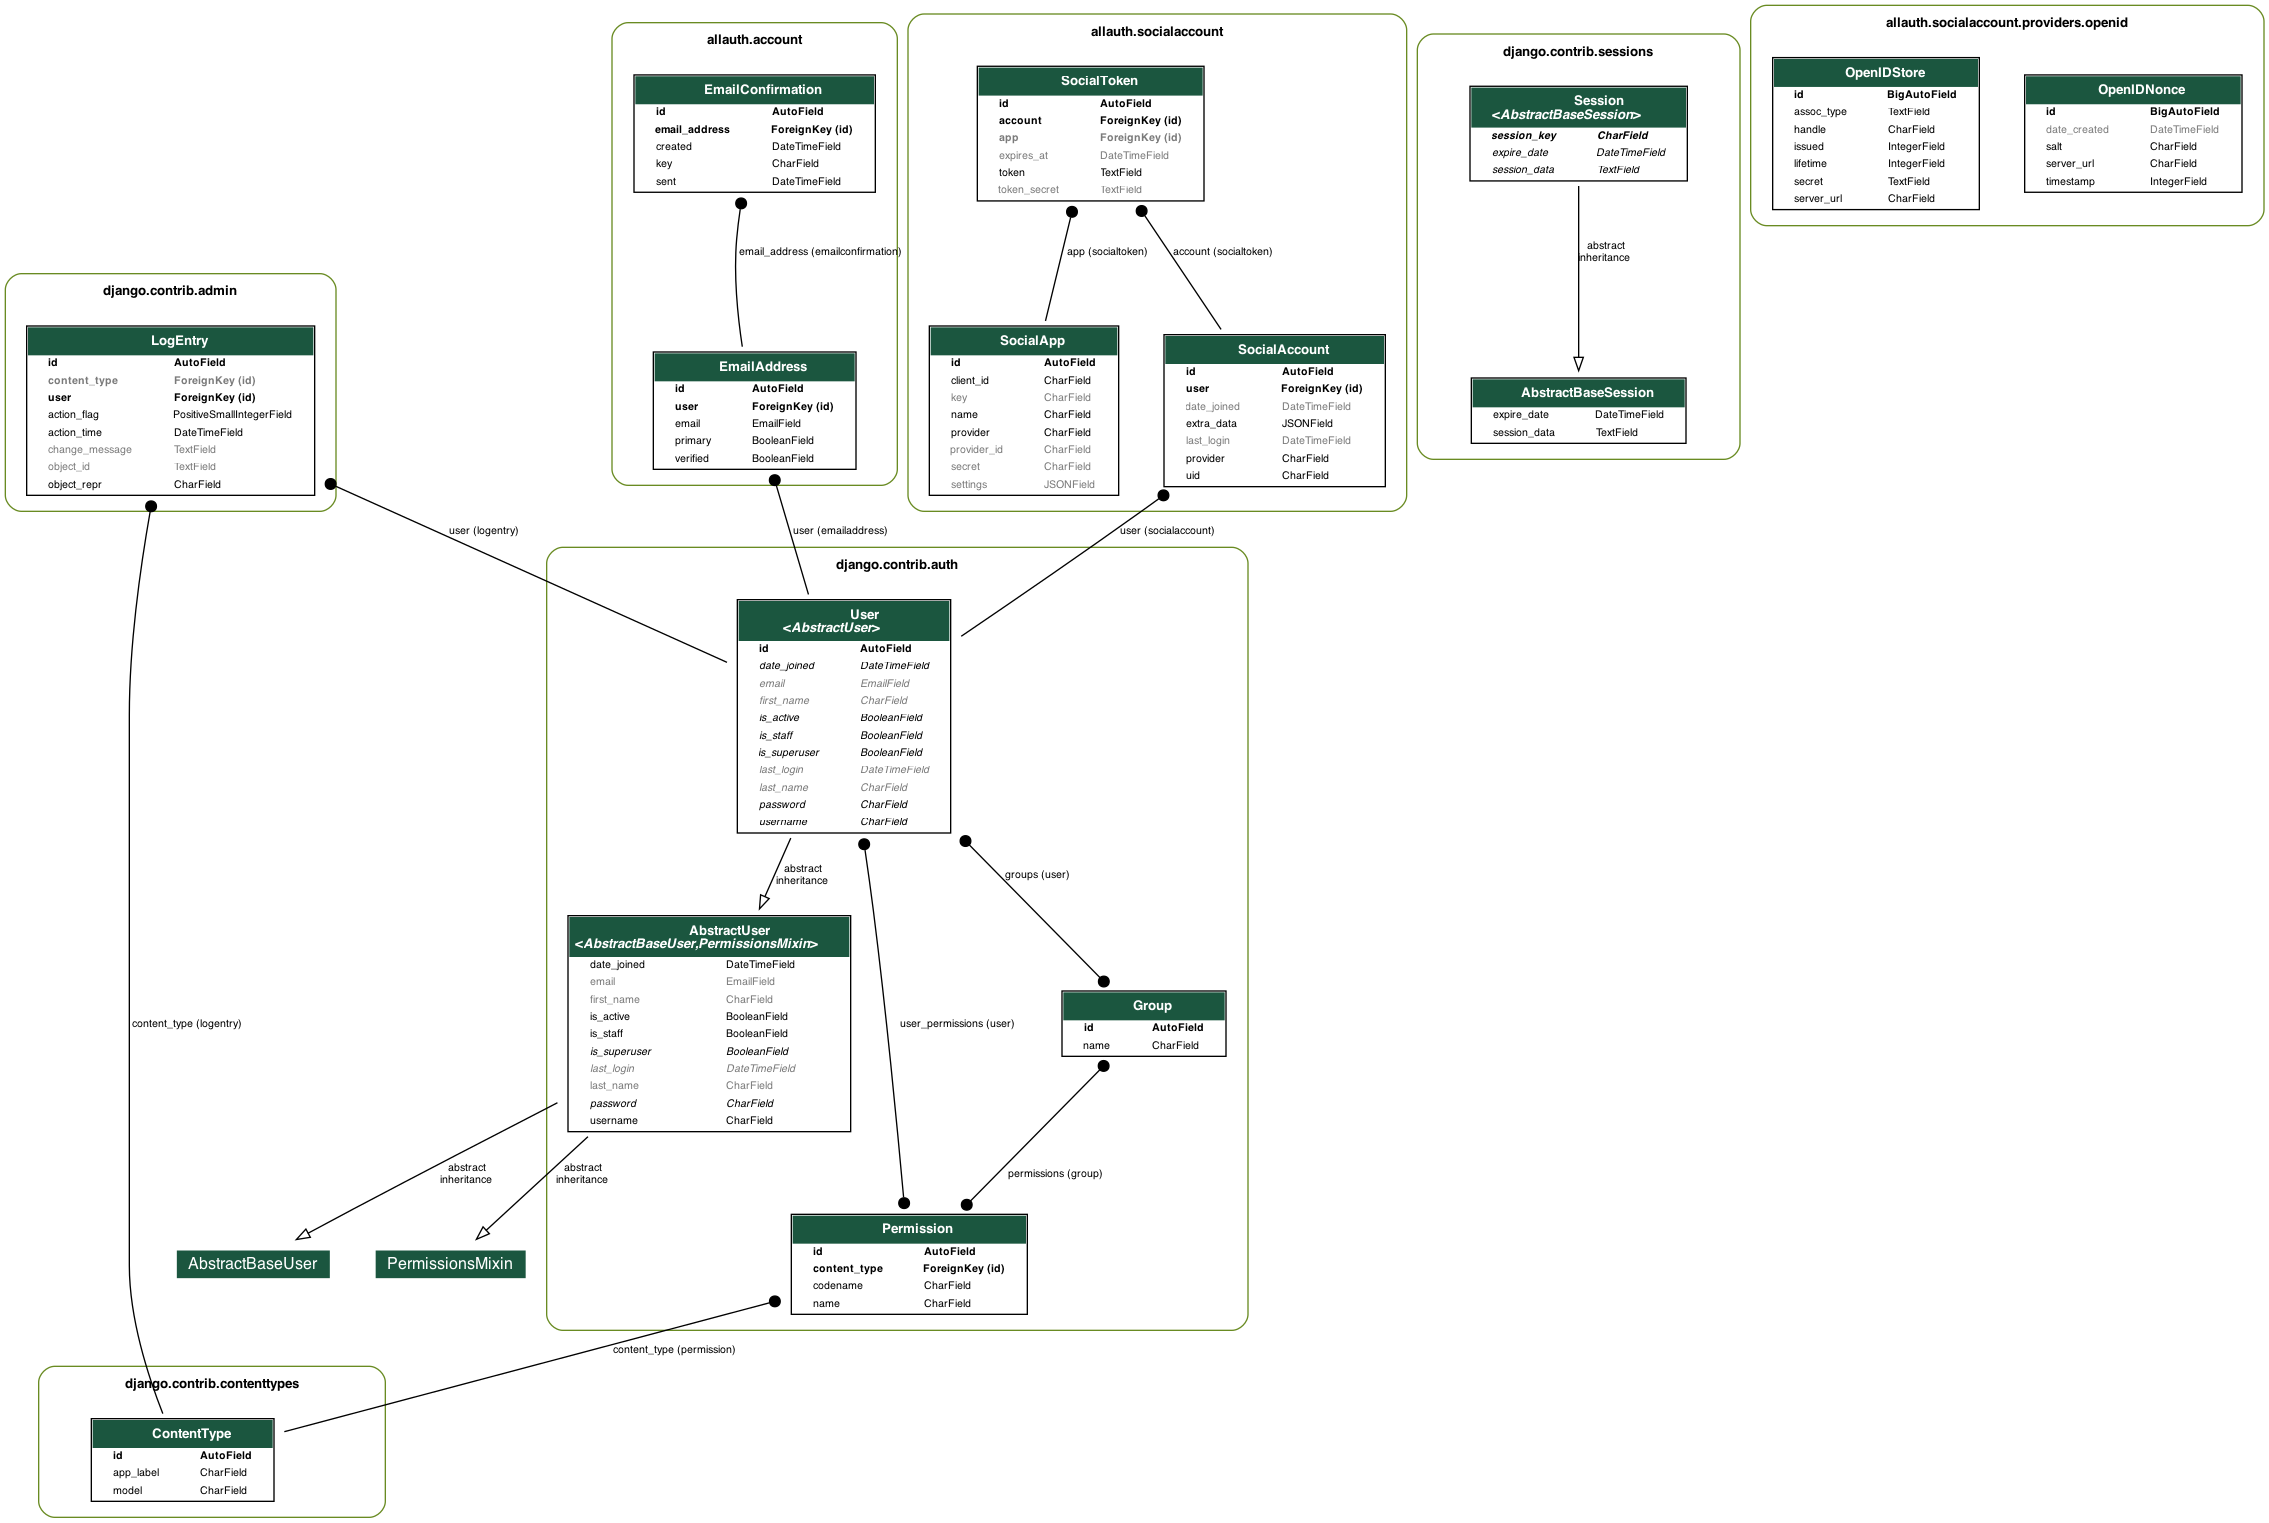 allauth.account
EmailConfirmation
id AutoField
email_address ForeignKey (id)
created DateTimeField
key CharField
sent DateTimeField
email_address (emailconfirmation)
EmailAddress
id AutoField
user ForeignKey (id)
email EmailField
primary BooleanField
verified BooleanField
allauth.socialaccount
SocialToken
id AutoField
account ForeignKey (id)
app ForeignKey (id)
expires_at DateTimeField
token TextField
token_secret TextField
app (socialtoken)
account (socialtoken)
SocialApp
id AutoField
client_id CharField
key CharField
name CharField
provider CharField
provider_id CharField
secret CharField
settings JSONField
SocialAccount
id AutoField
user ForeignKey (id)
date_joined DateTimeField
extra_data JSONField
last_login DateTimeField
provider CharField
uid CharField
django.contrib.sessions
Session
<AbstractBaseSession>
session_key CharField
expire_date DateTimeField
session_data TextField
abstract
inheritance
AbstractBaseSession
expire_date DateTimeField
session_data TextField
allauth.socialaccount.providers.openid
OpenIDStore
id BigAutoField
assoc_type TextField
handle CharField
issued IntegerField
lifetime IntegerField
secret TextField
server_url CharField
OpenIDNonce
id BigAutoField
date_created DateTimeField
salt CharField
server_url CharField
timestamp IntegerField
django.contrib.admin
LogEntry
id AutoField
content_type ForeignKey (id)
user ForeignKey (id)
action_flag PositiveSmallIntegerField
action_time DateTimeField
change_message TextField
object_id TextField
object_repr CharField
user (logentry)
user (emailaddress)
user (socialaccount)
django.contrib.auth
User
<AbstractUser>
id AutoField
date_joined DateTimeField
email EmailField
first_name CharField
is_active BooleanField
is_staff BooleanField
is_superuser BooleanField
last_login DateTimeField
last_name CharField
password CharField
username CharField
abstract
inheritance
groups (user)
AbstractUser
<AbstractBaseUser,PermissionsMixin>
date_joined DateTimeField
email EmailField
first_name CharField
is_active BooleanField
is_staff BooleanField
is_superuser BooleanField
last_login DateTimeField
last_name CharField
password CharField
username CharField
content_type (logentry)
user_permissions (user)
Group
id AutoField
name CharField
abstract
inheritance
abstract
inheritance
permissions (group)
AbstractBaseUser
PermissionsMixin
Permission
id AutoField
content_type ForeignKey (id)
codename CharField
name CharField
content_type (permission)
django.contrib.contenttypes
ContentType
id AutoField
app_label CharField
model CharField